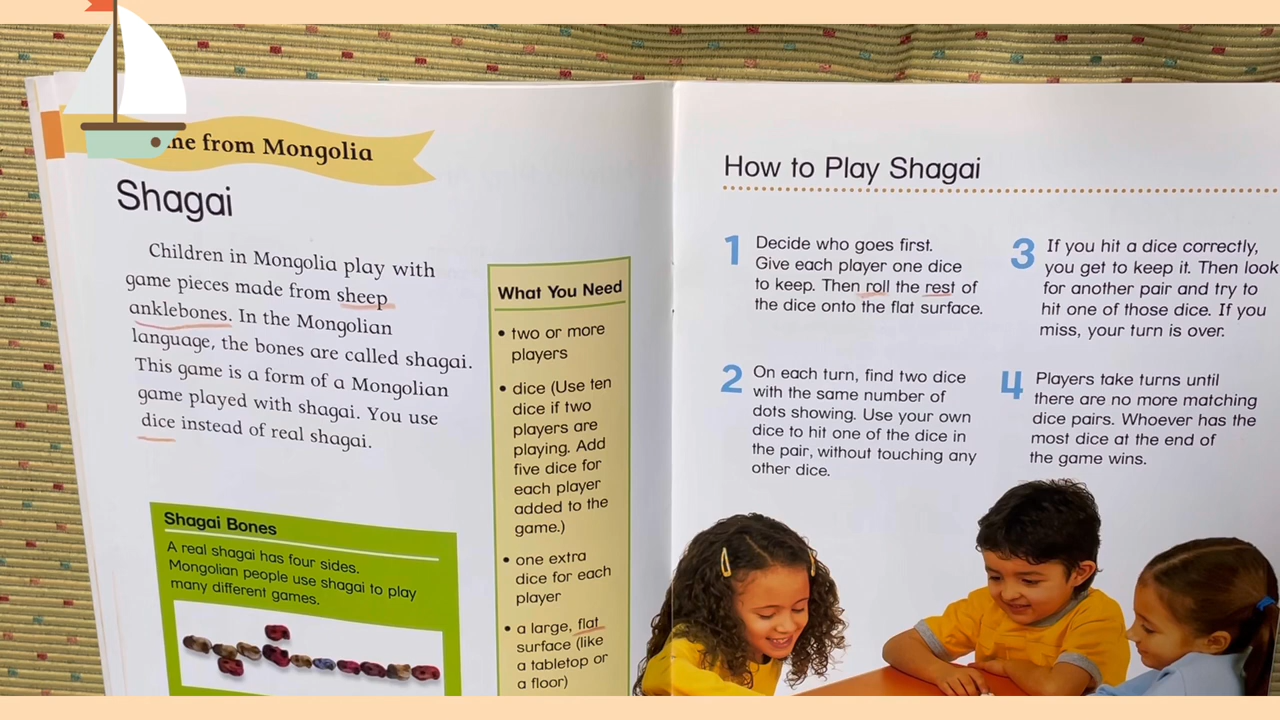 me from Mongolia
Shagai
Children in Mongolia play with
game pieces made from sheep
anklebones. In the Mongolian
language, the bones are called shagai.
This game is a form of a Mongolian
game played with shagai. You use
dice instead of real shagai.
Shagai Bones
A real shagai has four sides.
Mongolian people use shagai to play
many different games.
What You Need
• two or more
players
• dice (Use ten
dice if two
players are
playing. Add
five dice for
each player
added to the
game.)
• one extra
dice for each
player
• a large, flat
surface (like
a tabletop or
a floor)
How to Play Shagai
1 Decide who goes first.
Give each player one dice
to keep. Then roll the rest of
the dice onto the flat surface.
2 On each turn, find two dice
with the same number of
dots showing. Use your own
dice to hit one of the dice in
the pair, without touching any
other dice.
3 If you hit a dice correctly,
you get to keep it. Then look
for another pair and try to
hit one of those dice. If you
miss, your turn is over.
4 Players take turns until
there are no more matching
dice pairs. Whoever has the
most dice at the end of
the game wins.